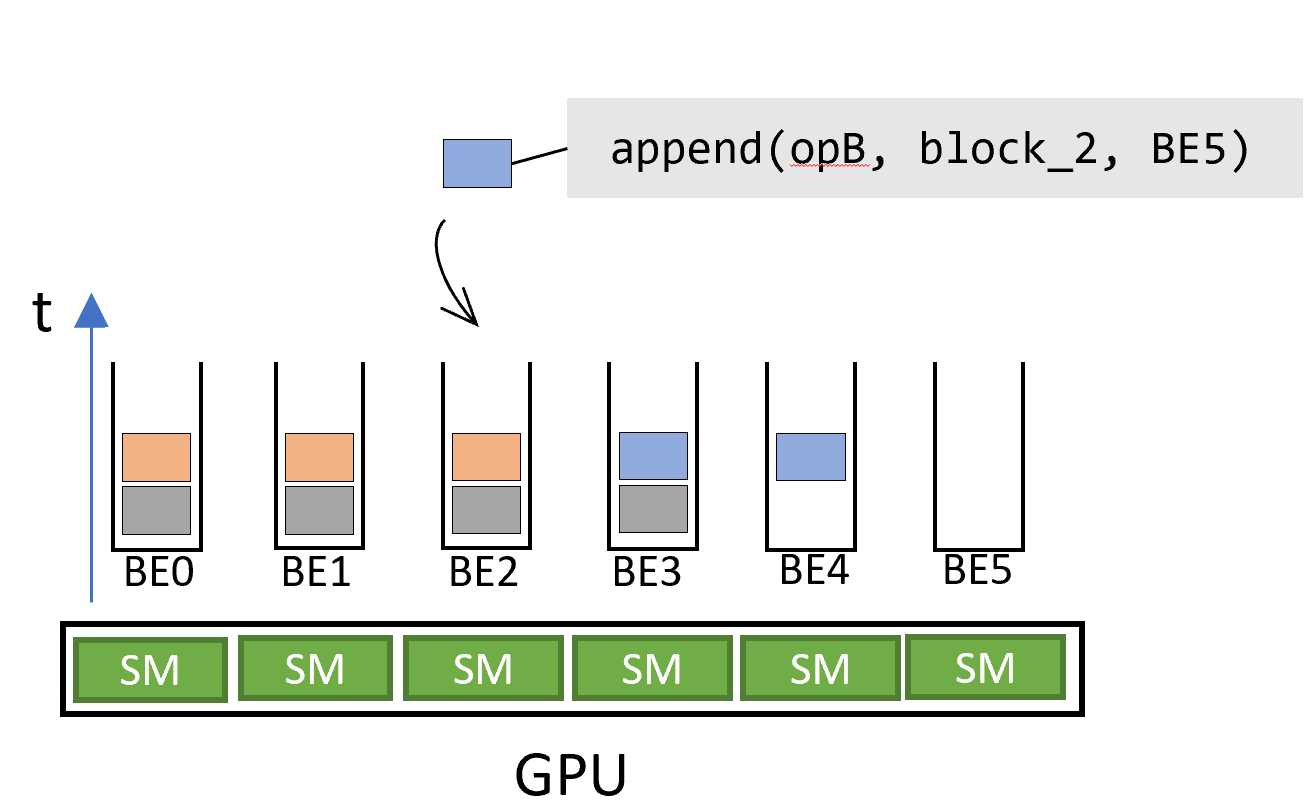 append(opB, block_2, BE5)
t
BE0 BE1 BE2 BE3 BE4 BE5
SM SM SM SM SM SM
GPU